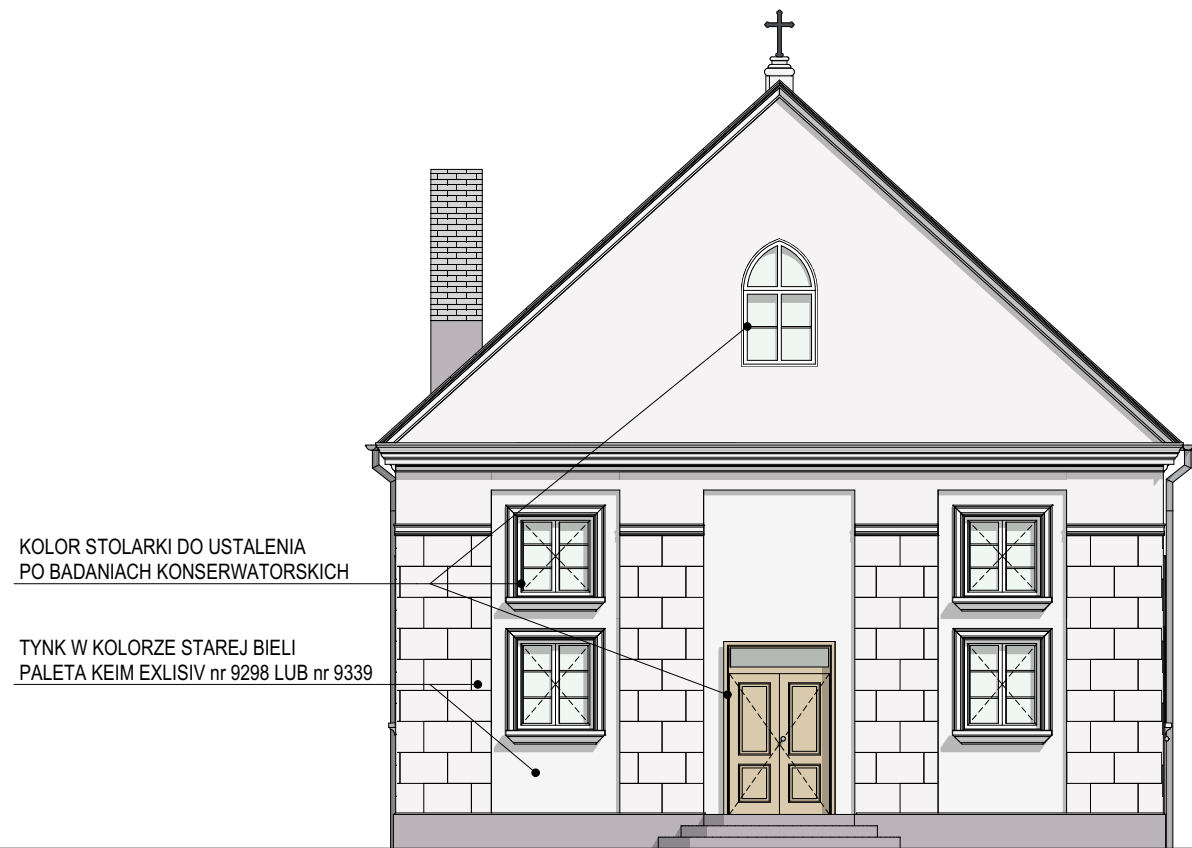 KOLOR STOLARKI DO USTALENIA
PO BADANIACH KONSERWATORSKICH
TYNK W KOLORZE STAREJ BIELI
PALETA KEIM EXLISIV nr 9298 LUB nr 9339